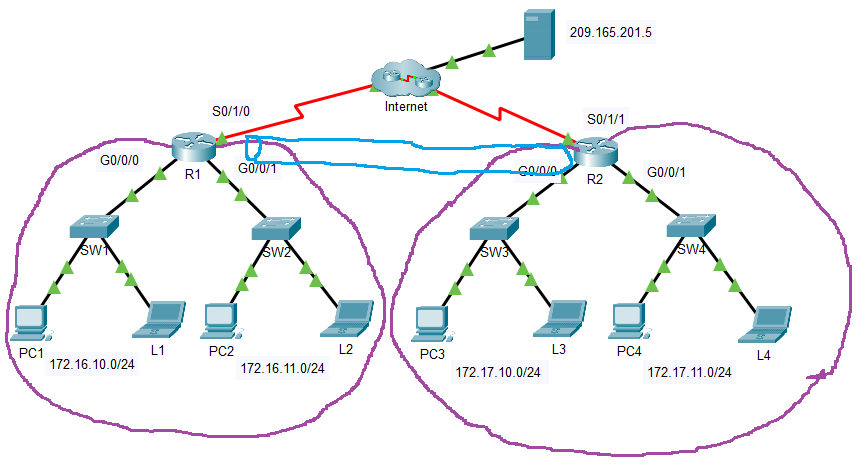 209.165.201.5
Internet
S0/1/0
S0/1/1
G0/0/0
R1
G0/0/1
G0/0/0
R2
G0/0/1
SW1
SW2
SW3
SW4
PC1
L1
PC2
L2
PC3
L3
PC4
L4
172.16.10.0/24
172.16.11.0/24
172.17.10.0/24
172.17.11.0/24